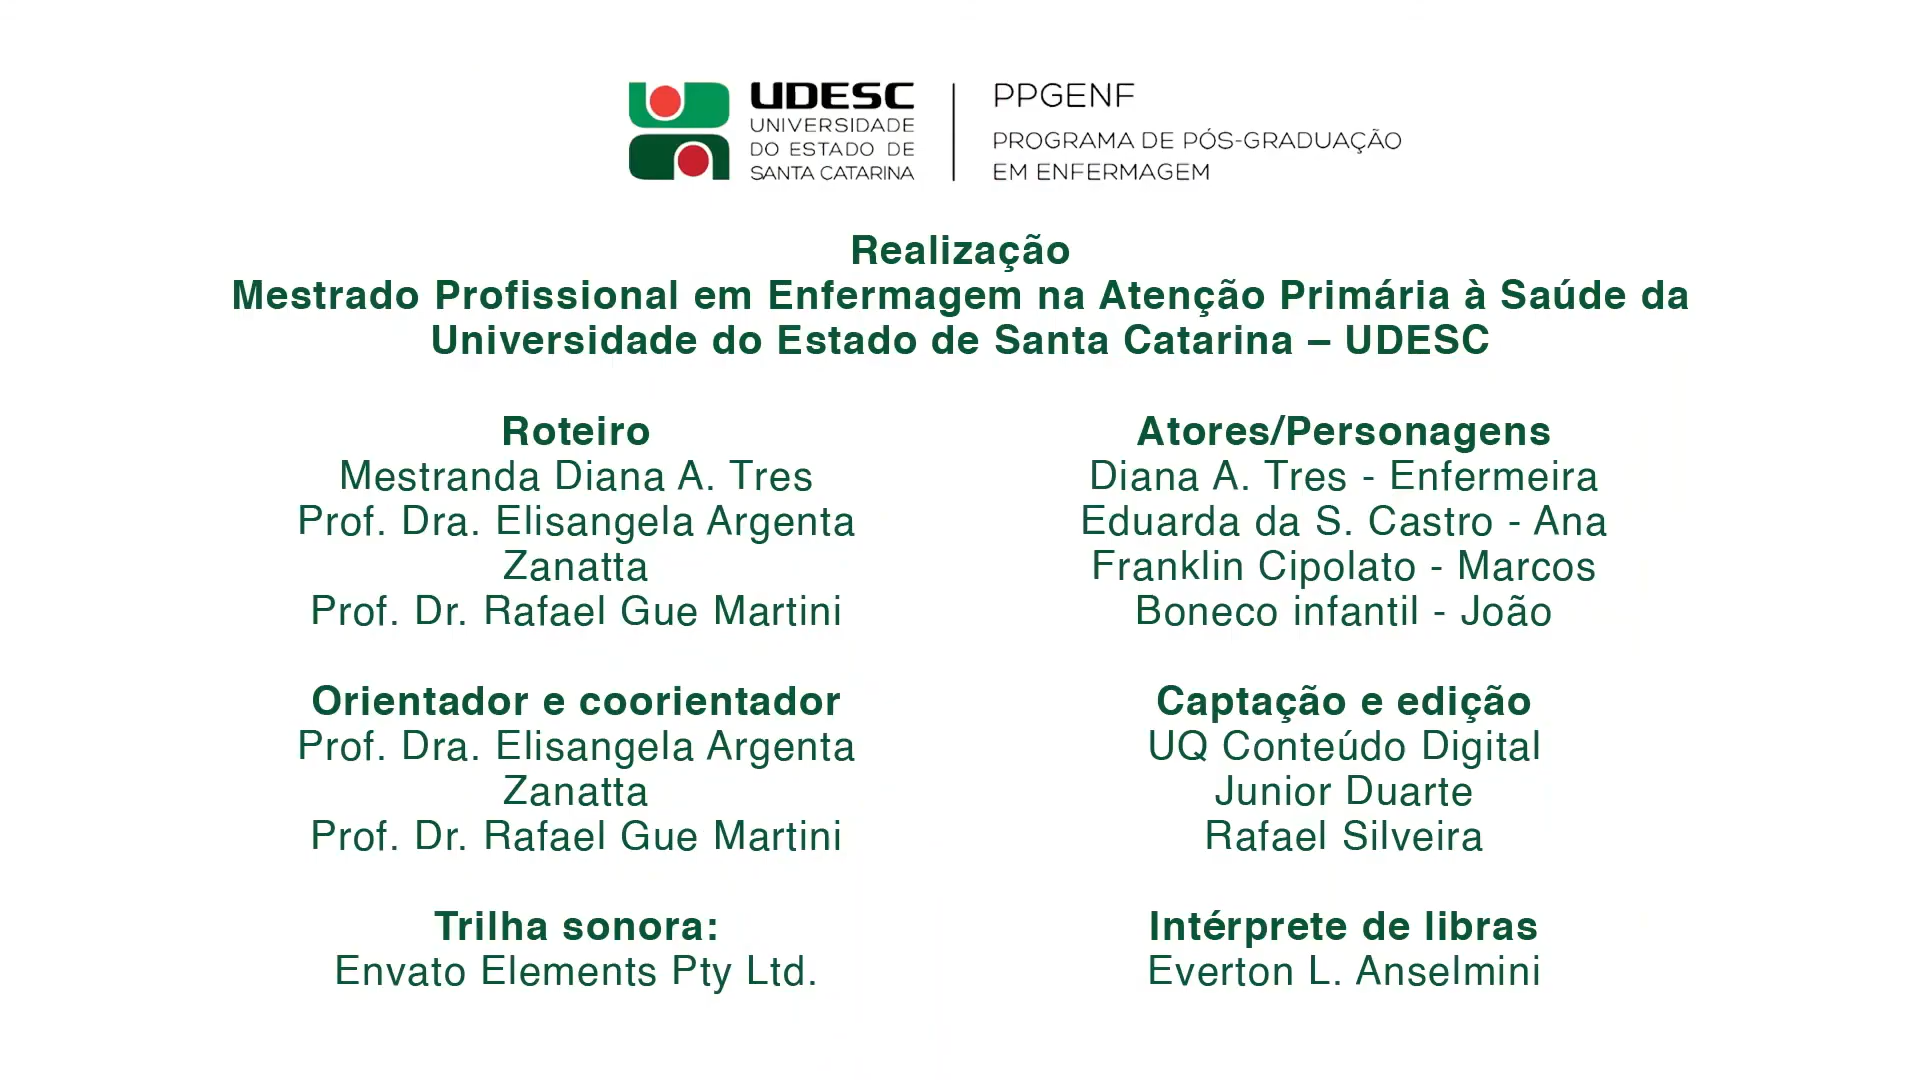 UDESC
UNIVERSIDADE
DO ESTADO DE
SANTA CATARINA
PPGENF
PROGRAMA DE PÓS-GRADUAÇÃO
EM ENFERMAGEM
Realização
Mestrado Profissional em Enfermagem na Atenção Primária à Saúde da
Universidade do Estado de Santa Catarina – UDESC
Roteiro
Mestranda Diana A. Tres
Prof. Dra. Elisangela Argenta
Zanatta
Prof. Dr. Rafael Gue Martini
Atores/Personagens
Diana A. Tres - Enfermeira
Eduarda da S. Castro - Ana
Franklin Cipolato - Marcos
Boneco infantil - João
Orientador e coorientador
Prof. Dra. Elisangela Argenta
Zanatta
Prof. Dr. Rafael Gue Martini
Captação e edição
UQ Conteúdo Digital
Junior Duarte
Rafael Silveira
Trilha sonora:
Envato Elements Pty Ltd.
Intérprete de libras
Everton L. Anselmini